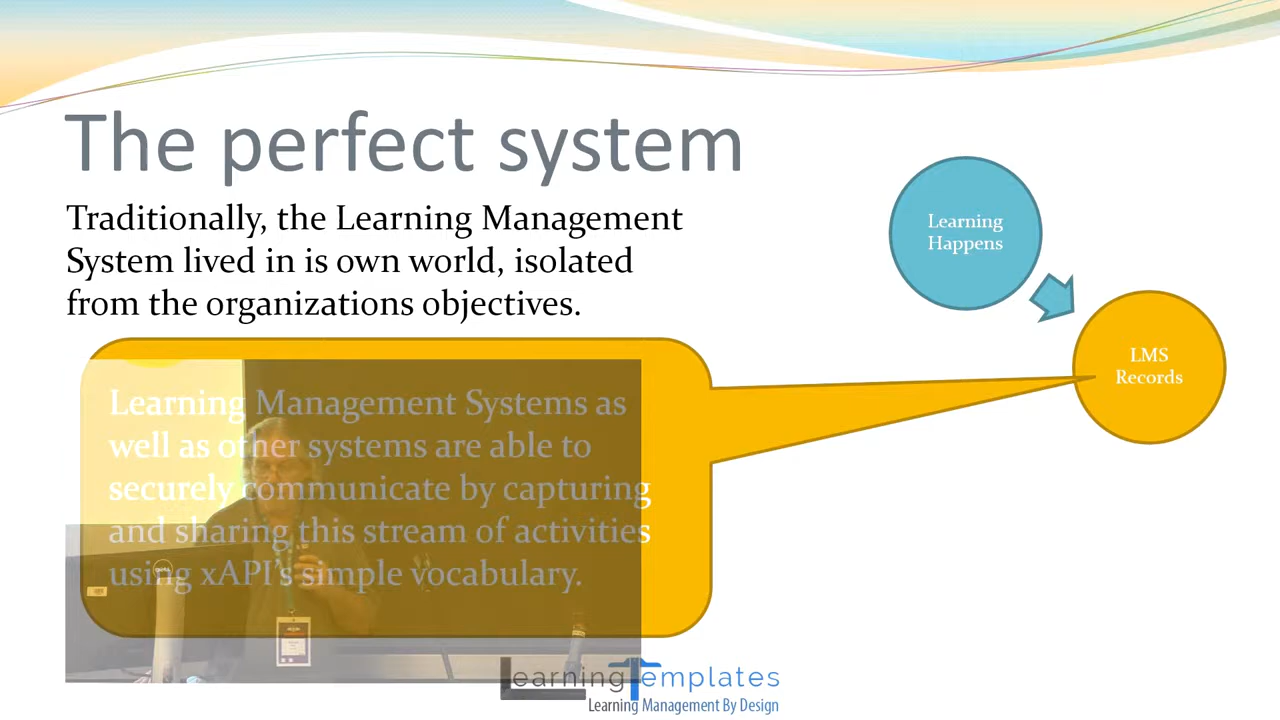 The perfect system
Traditionally, the Learning Management
System lived in is own world, isolated
from the organizations objectives.
Learning
Happens
LMS
Records
Learning Management Systems as
well as other systems are able to
securely communicate by capturing
and sharing this stream of activities
using xAPI's simple vocabulary.
LearningTemplates
Learning Management By Design